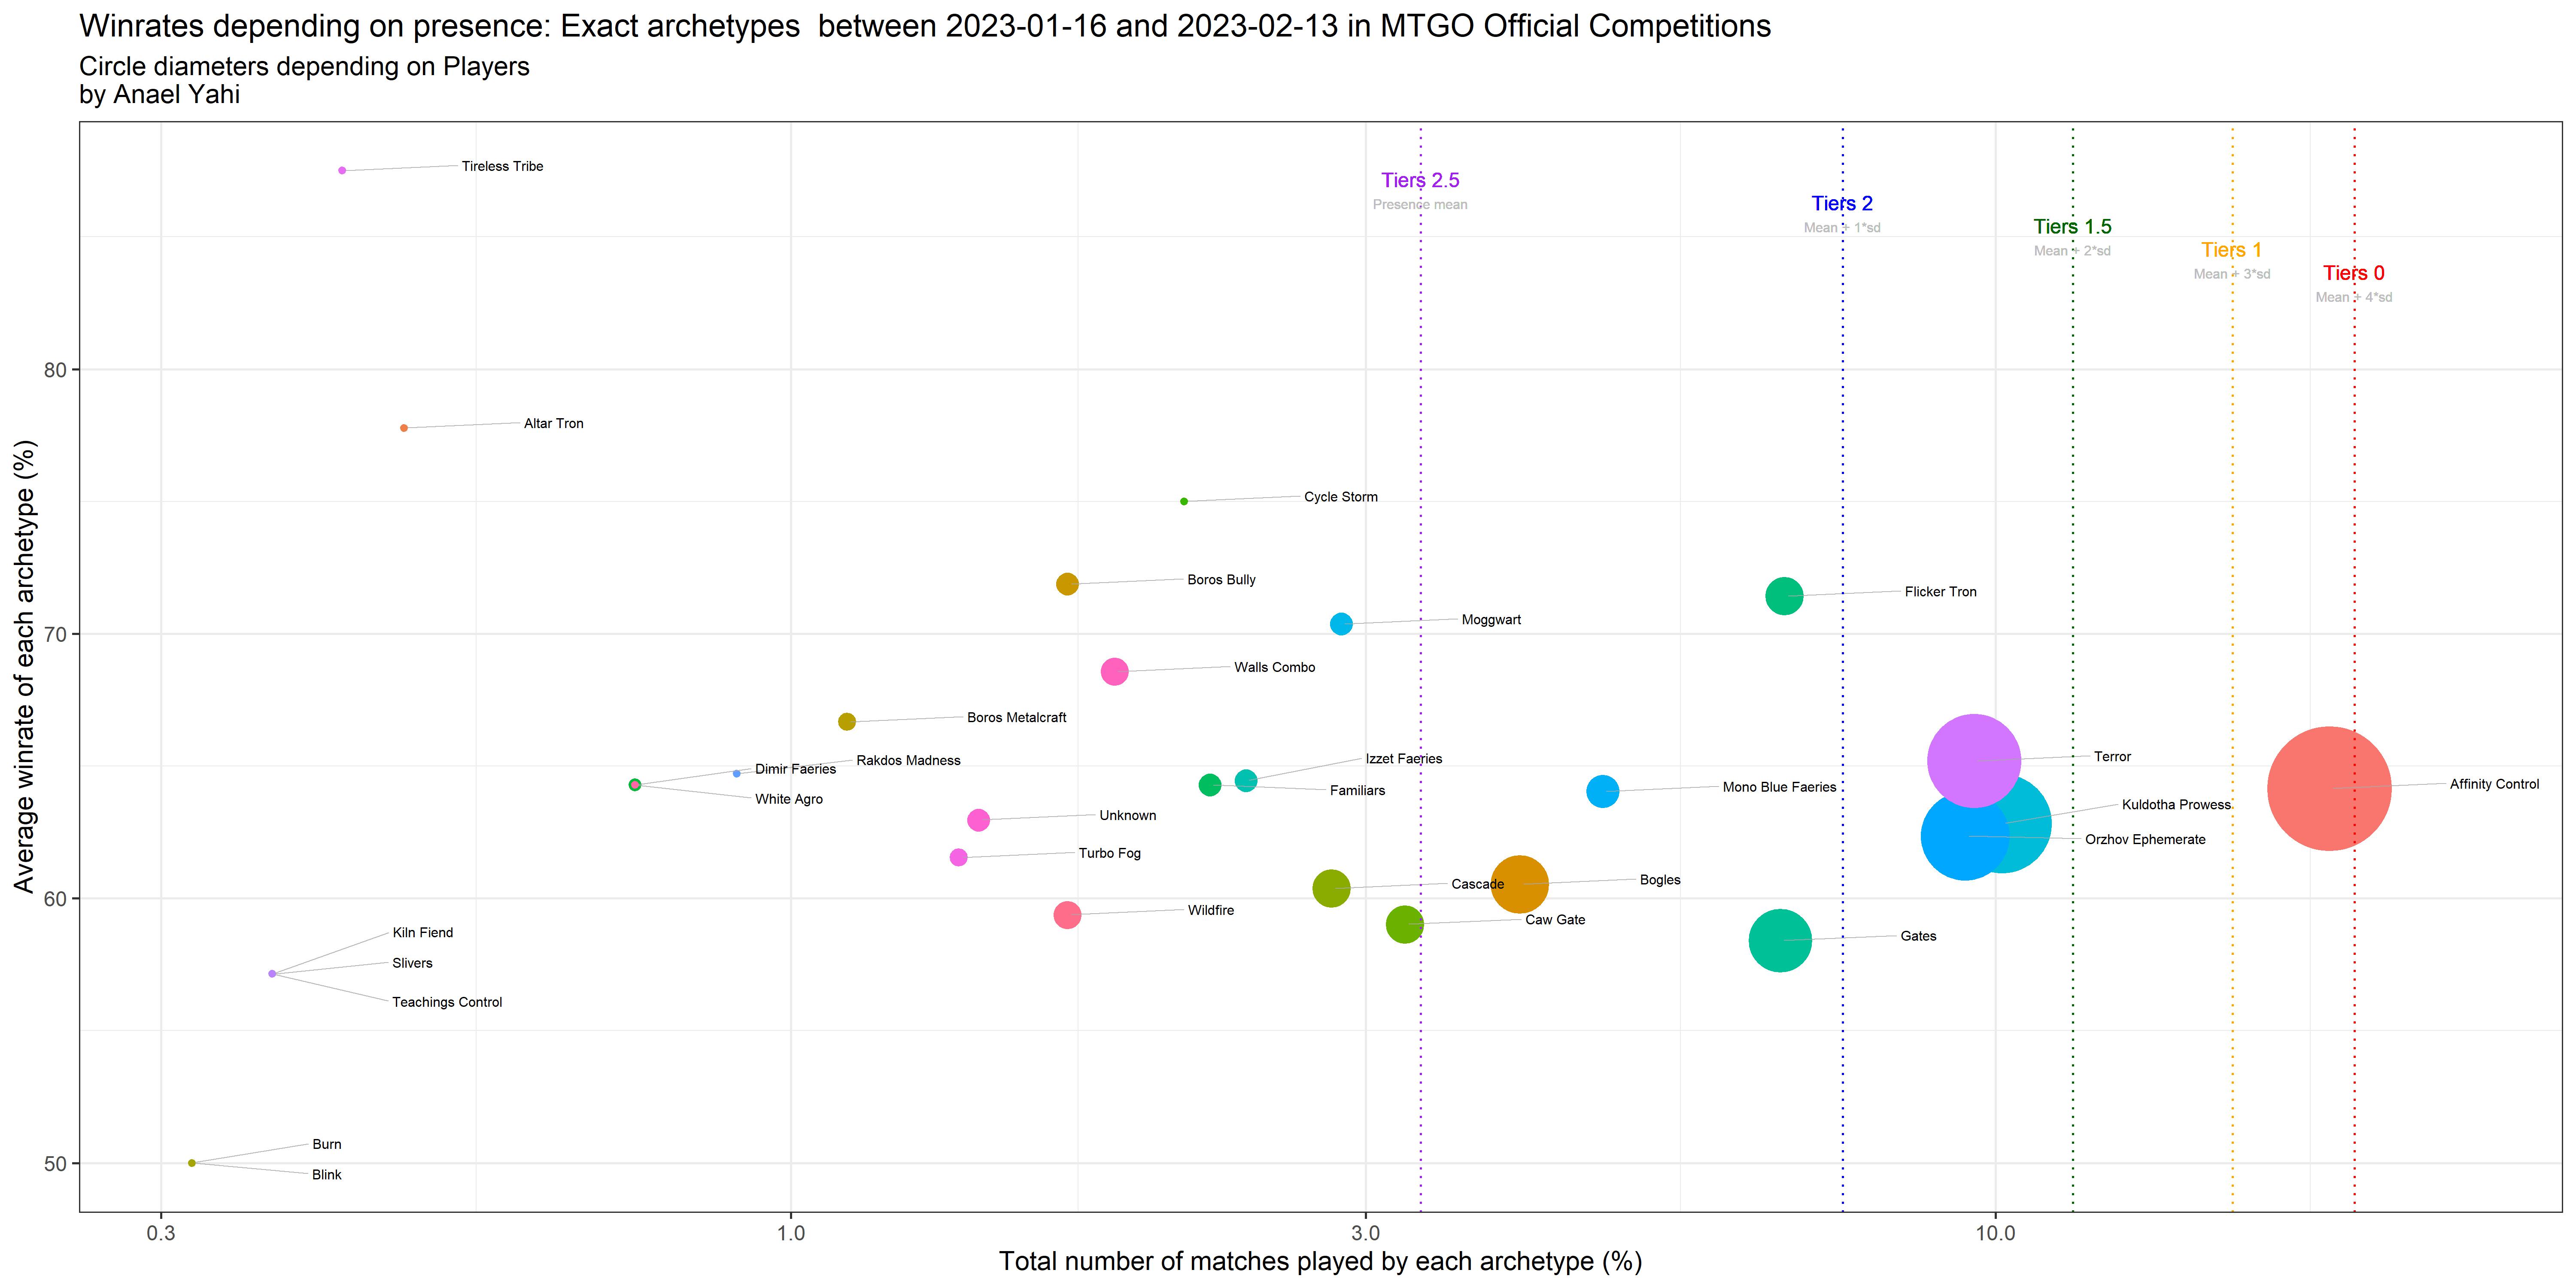 Winrates depending on presence: Exact archetypes  between 2023-01-16 and 2023-02-13 in MTGO Official Competitions
Circle diameters depending on Players
by Anael Yahi
Tireless Tribe
Tiers 2.5
Presence mean
Tiers 2
Mean + 1*sd
Tiers 1.5
Mean + 2*sd
Tiers 1
Mean + 3*sd
Tiers 0
Mean + 4*sd
Altar Tron
Cycle Storm
Boros Bully
Flicker Tron
Moggwart
Walls Combo
Boros Metalcraft
Rakdos Madness
Dimir Faeries
White Agro
Izzet Faeries
Familiars
Mono Blue Faeries
Terror
Affinity Control
Kuldotha Prowess
Orzhov Ephemerate
Unknown
Turbo Fog
Cascade
Bogles
Wildfire
Caw Gate
Gates
Kiln Fiend
Slivers
Teachings Control
Burn
Blink
80
70
60
50
Average winrate of each archetype (%)
0.3
1.0
3.0
10.0
Total number of matches played by each archetype (%)